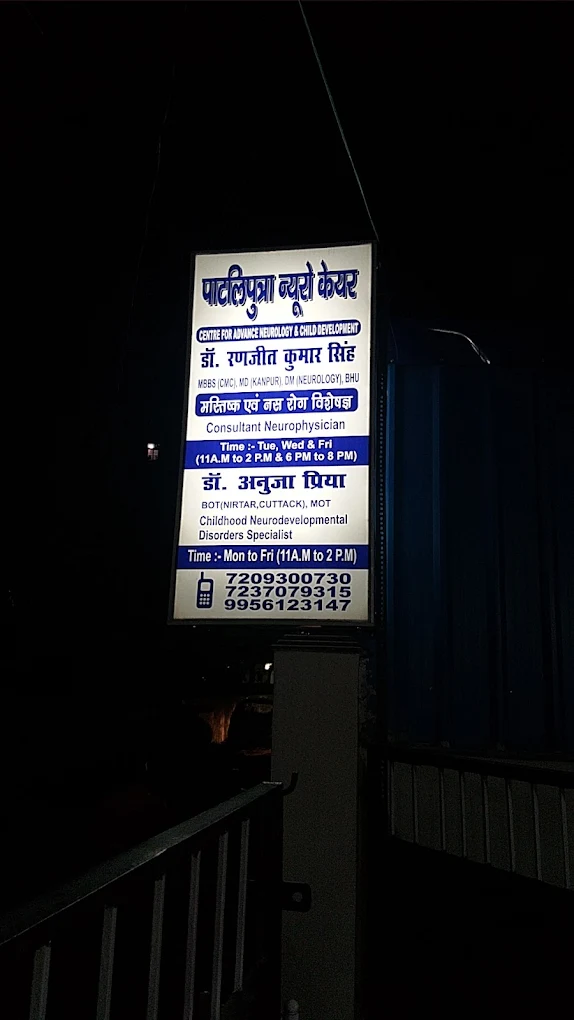 पाटलिपुत्रा न्यूरो केयर
CENTRE FOR ADVANCE NEUROLOGY & CHILD DEVELOPMENT
डॉ. रणजीत कुमार सिंह
MBBS (CMC), MD (KANPUR), DM (NEUROLOGY), BHU
मस्तिष्क एवं नस रोग विशेषज्ञ
Consultant Neurophysician
Time :- Tue, Wed & Fri
(11A.M to 2 P.M & 6 PM to 8 PM)
डॉ. अनुजा प्रिया
BOT(NIRTAR,CUTTACK), MOT
Childhood Neurodevelopmental
Disorders Specialist
Time :- Mon to Fri (11A.M to 2 P.M)
7209300730
7237079315
9956123147